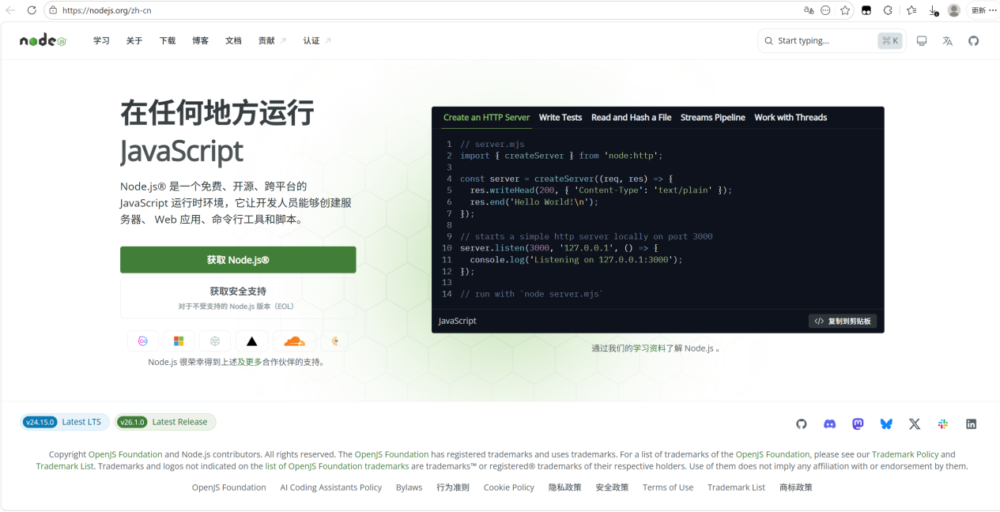 https://nodejs.org/zh-cn
更新
node
JS
学习
关于
下载
博客
文档
贡献
认证
Start typing...
⌘ K
在任何地方运行
JavaScript
Node.js® 是一个免费、开源、跨平台的
JavaScript 运行时环境，它让开发人员能够创建服
务器、 Web 应用、命令行工具和脚本。
获取 Node.js®
获取安全支持
对于不受支持的 Node.js 版本（EOL）
Node.js 很荣幸得到上述及更多合作伙伴的支持。
Create an HTTP Server
Write Tests
Read and Hash a File
Streams Pipeline
Work with Threads
1 // server.mjs
2 import { createServer } from 'node:http';
3
4 const server = createServer((req, res) => {
5   res.writeHead(200, { 'Content-Type': 'text/plain' });
6   res.end('Hello World!\n');
7 });
8
9 // starts a simple http server locally on port 3000
10 server.listen(3000, '127.0.0.1', () => {
11   console.log('Listening on 127.0.0.1:3000');
12 });
13
14 // run with `node server.mjs`
JavaScript
复制到剪贴板
通过我们的学习资料了解 Node.js 。
v24.15.0 Latest LTS
v26.1.0 Latest Release
Copyright OpenJS Foundation and Node.js contributors. All rights reserved. The OpenJS Foundation has registered trademarks and uses trademarks. For a list of trademarks of the OpenJS Foundation, please see our Trademark Policy and
Trademark List. Trademarks and logos not indicated on the list of OpenJS Foundation trademarks are trademarks™ or registered® trademarks of their respective holders. Use of them does not imply any affiliation with or endorsement by them.
OpenJS Foundation
AI Coding Assistants Policy
Bylaws
行为准则
Cookie Policy
隐私政策
安全政策
Terms of Use
Trademark List
商标政策